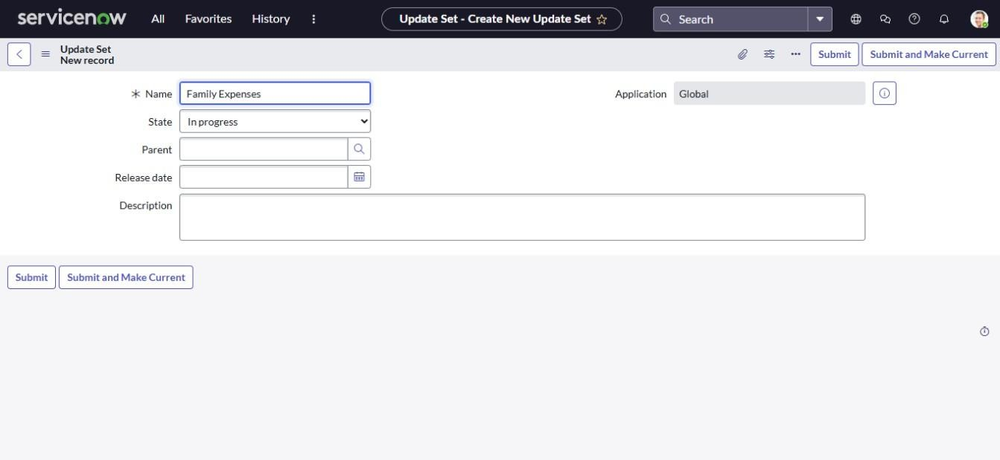 servicenow All Favorites History Update Set - Create New Update Set Search
Update Set
New record
Submit Submit and Make Current
Name Family Expenses Application Global
State In progress
Parent
Release date
Description
Submit Submit and Make Current